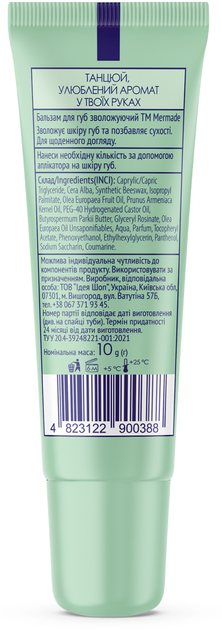 ТАНЦЮЙ,
УЛЮБЛЕНИЙ АРОМАТ
У ТВОЇХ РУКАХ
Бальзам для губ зволожуючий ТМ Mermade
Зволожує шкіру губ та позбавляє сухості.
Для щоденного догляду.
Нанеси необхідну кількість за допомогою
аплікатора на шкіру губ.
Склад/Ingredients(INCI): Caprylic/Capric
Triglyceride, Cera Alba, Synthetic Beeswax, Isopropyl
Palmitate, Olea Europaea Fruit Oil, Prunus Armeniaca
Kernel Oil, PEG-40 Hydrogenated Castor Oil,
Butyrospermum Parkii Butter, Glyceryl Rosinate, Olea
Europaea Oil Unsaponifiables, Aqua, Parfum, Tocopheryl
Acetate, Phenoxyethanol, Ethylhexylglycerin, Panthenol,
Sodium Saccharin, Coumarine.
Можлива індивідуальна чутливість до
компонентів продукту. Використовувати за
призначенням. Виробник, відповідальна
особа: ТОВ "Ідея Шоп", Україна, Київська обл.,
07301, м. Вишгород, вул. Ватутіна 57Б,
тел. +38 067 371 93 45.
Номер партії відповідає даті виготовлення
(див. на спайці туби). Термін придатності
24 місяці від дати виготовлення.
ТУ У 20.4-39248221-001:2021
Номінальна маса: 10 g (г)
6 M +5 °C +25 °C
4 823122 900388